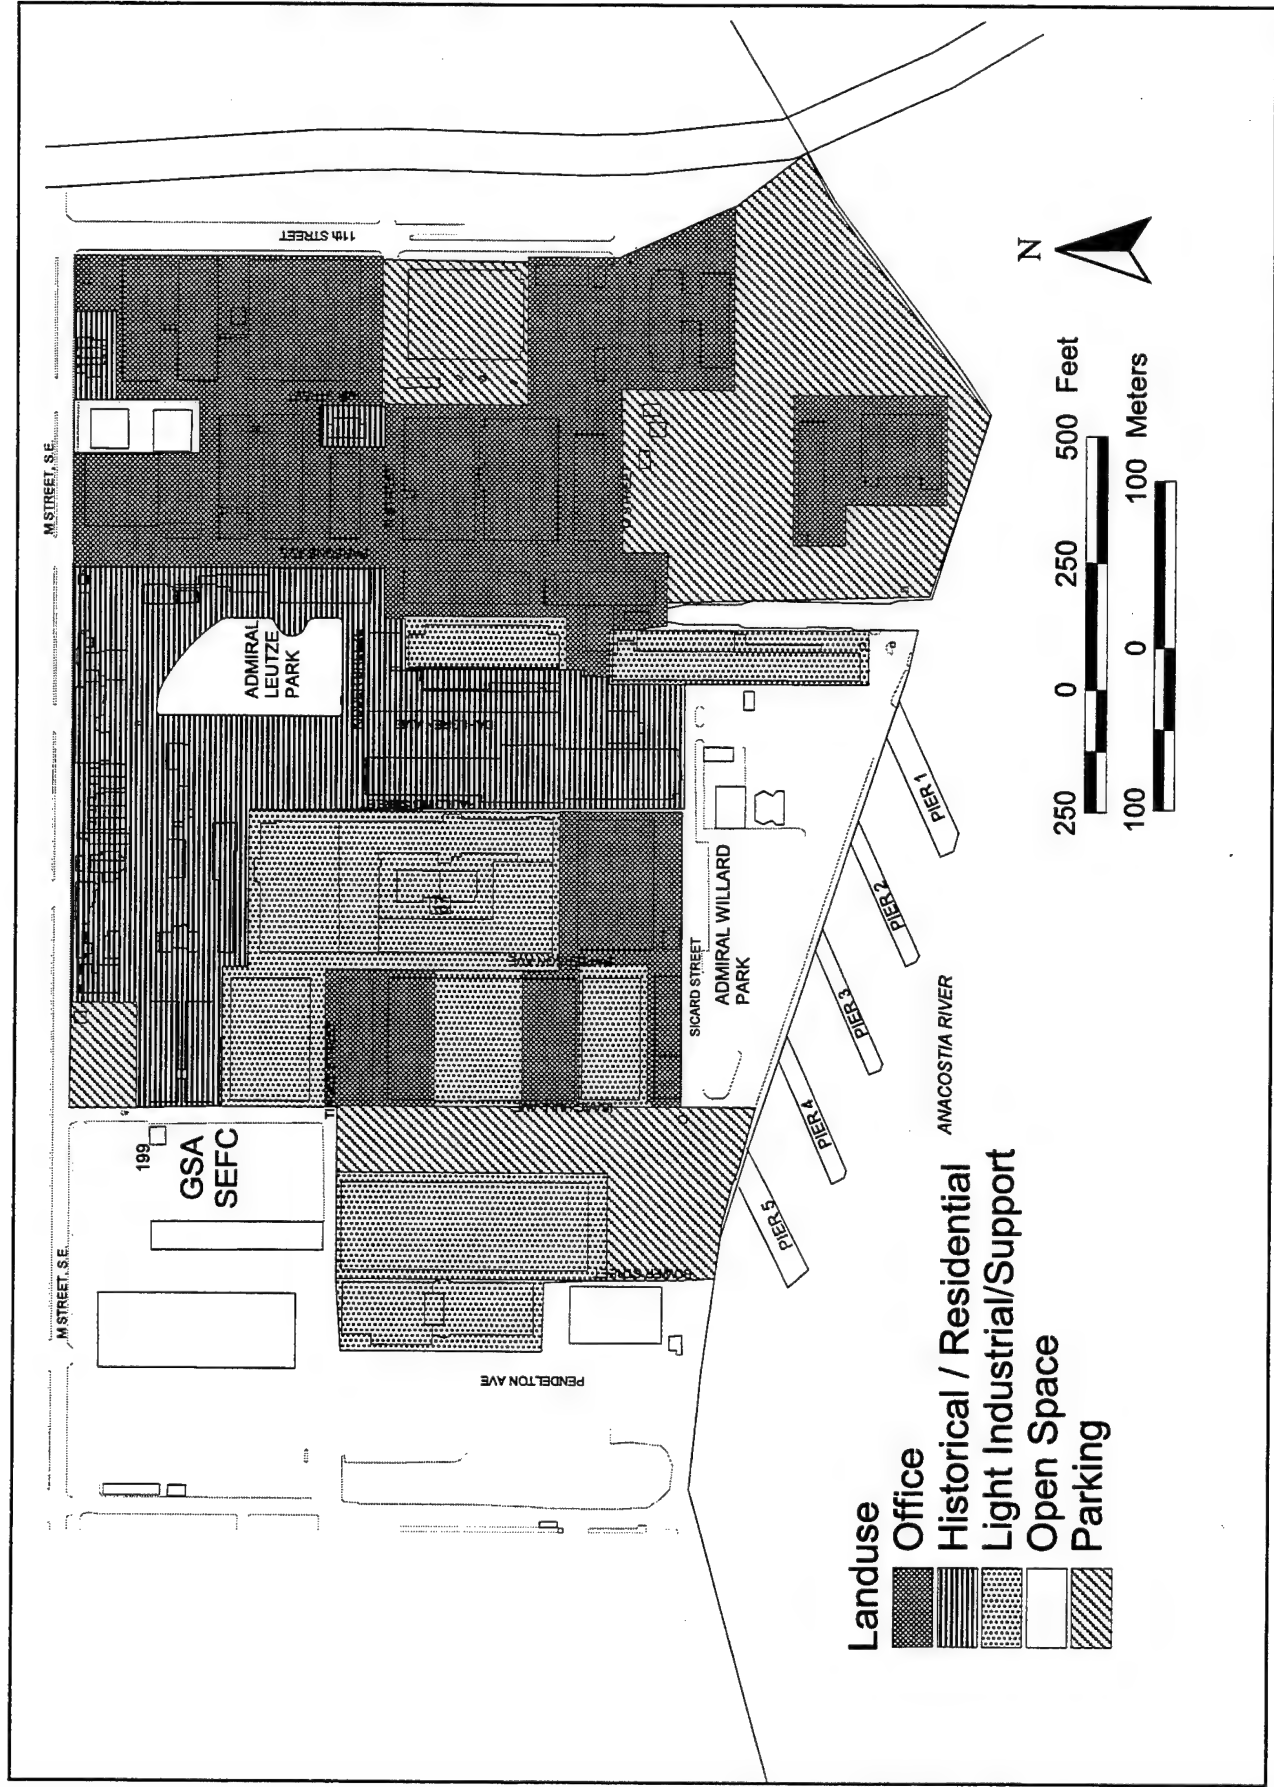 M STREET, S.E.
M STREET, S.E.
11th STREET
199
GSA
SEFC
ADMIRAL
LEUTZE
PARK
PENDELTON AVE
SICARD STREET
ADMIRAL WILLARD
PARK
PIER 5
PIER 4
PIER 3
PIER 2
PIER 1
ANACOSTIA RIVER
N
Landuse
Office
Historical / Residential
Light Industrial/Support
Open Space
Parking
250 0 250 500 Feet
100 0 100 Meters